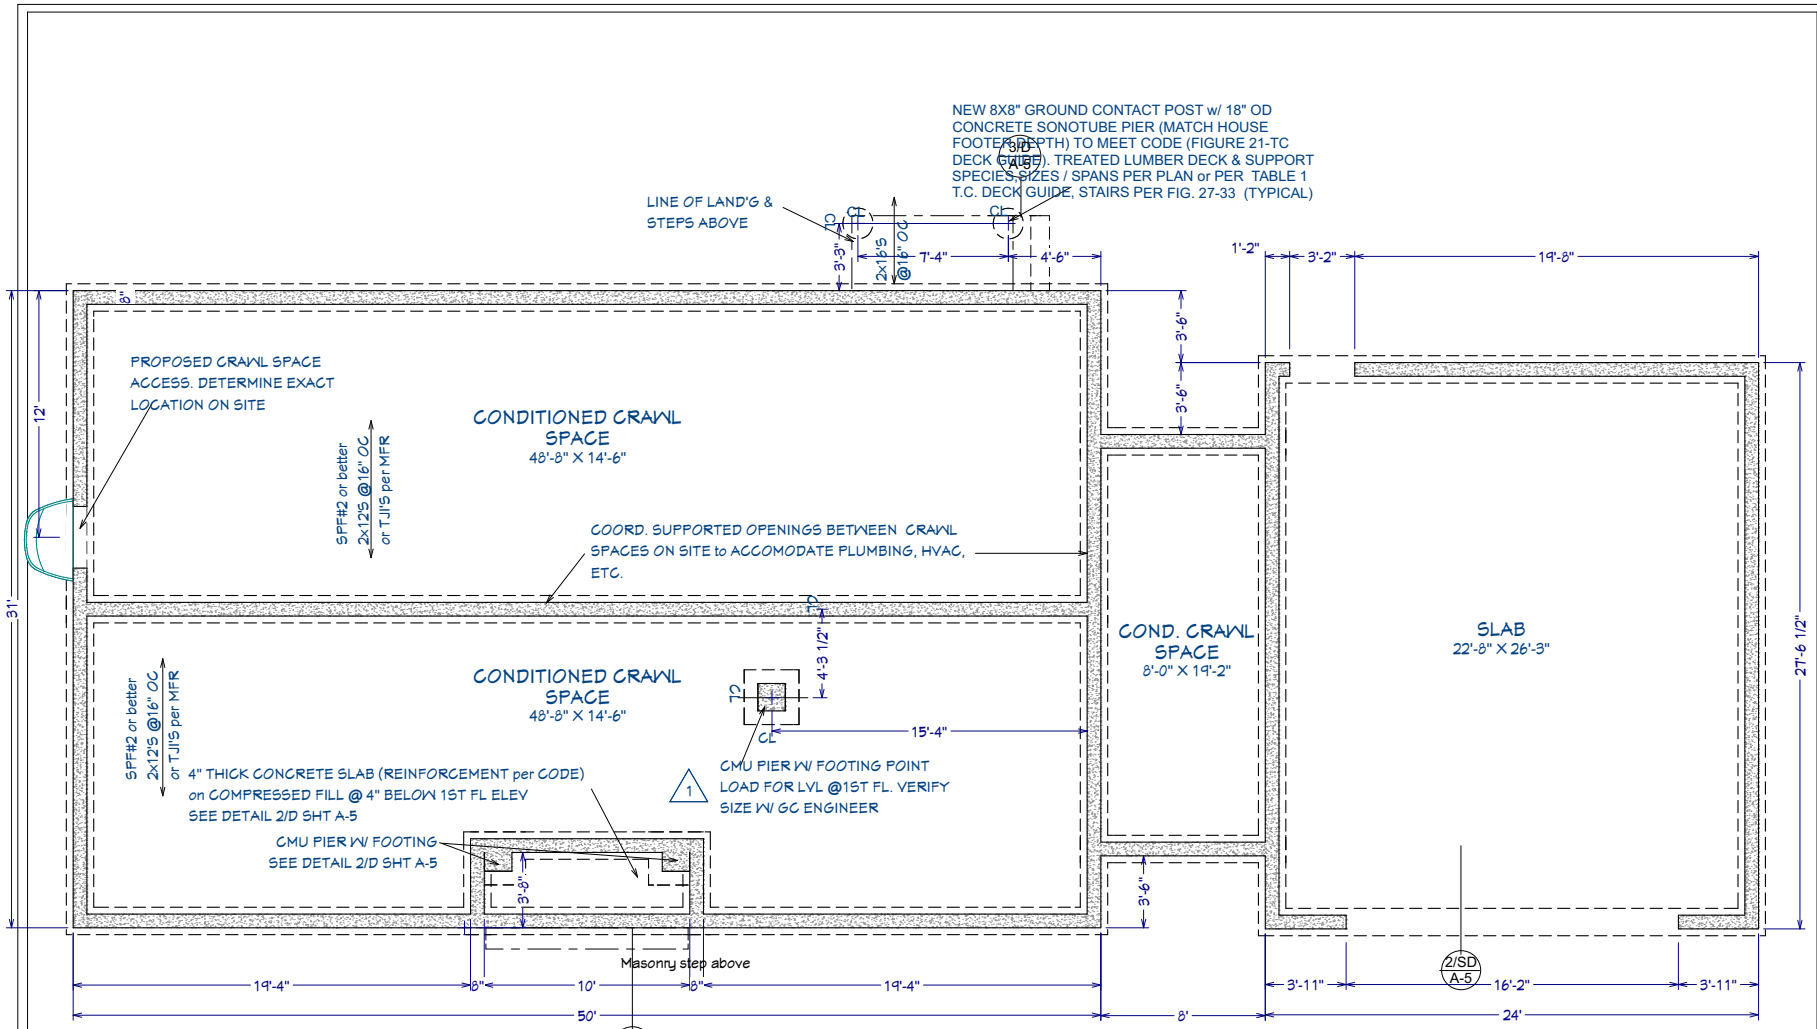 NEW 8X8" GROUND CONTACT POST w/ 18" OD
CONCRETE SONOTUBE PIER (MATCH HOUSE
FOOTER DEPTH) TO MEET CODE (FIGURE 21-TC
DECK GUIDE). TREATED LUMBER DECK & SUPPORT
SPECIES,SIZES / SPANS PER PLAN or PER TABLE 1
T.C. DECK GUIDE, STAIRS PER FIG. 27-33 (TYPICAL)
3/D
A-5
LINE OF LAND'G &
STEPS ABOVE
CL
CL
CL
3'-3"
2x16'S
@16" OC
7'-4"
4'-6"
1'-2"
3'-2"
19'-8"
8"
3'-6"
3'-6"
12'
31'
PROPOSED CRAWL SPACE
ACCESS. DETERMINE EXACT
LOCATION ON SITE
SPF#2 or better
2x12'S @16" OC
or TJI'S per MFR
CONDITIONED CRAWL
SPACE
48'-8" X 14'-6"
COORD. SUPPORTED OPENINGS BETWEEN CRAWL
SPACES ON SITE to ACCOMODATE PLUMBING, HVAC,
ETC.
CL
4'-3 1/2"
CONDITIONED CRAWL
SPACE
48'-8" X 14'-6"
CL
15'-4"
CL
COND. CRAWL
SPACE
8'-0" X 19'-2"
SLAB
22'-8" X 26'-3"
27'-6 1/2"
SPF#2 or better
2x12'S @16" OC
or TJI'S per MFR
4" THICK CONCRETE SLAB (REINFORCEMENT per CODE)
on COMPRESSED FILL @ 4" BELOW 1ST FL ELEV
SEE DETAIL 2/D SHT A-5
1
CMU PIER W/ FOOTING POINT
LOAD FOR LVL @1ST FL. VERIFY
SIZE W/ GC ENGINEER
CMU PIER W/ FOOTING
SEE DETAIL 2/D SHT A-5
3'-8"
3'-6"
Masonry step above
2/SD
A-5
19'-4"
8"
10'
8"
19'-4"
3'-11"
16'-2"
3'-11"
50'
8'
24'